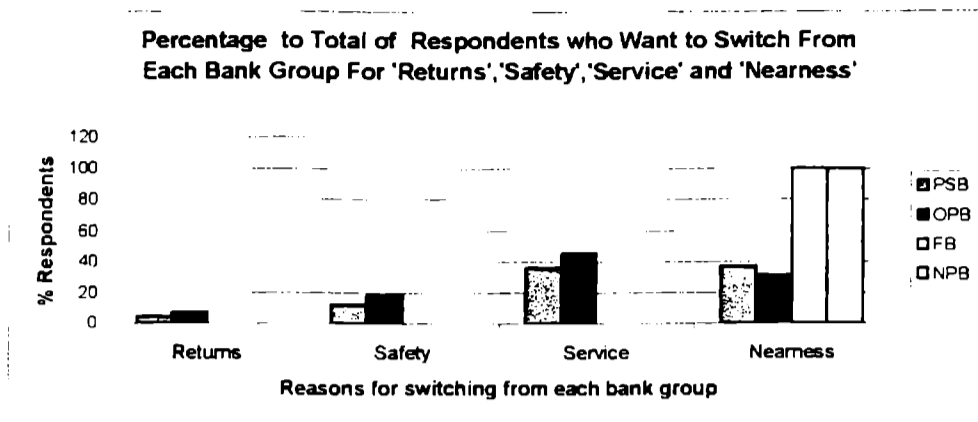 Percentage to Total of Respondents who Want to Switch From
Each Bank Group For 'Returns','Safety','Service' and 'Nearness'
% Respondents
120
100
80
60
40
20
0
Returns Safety Service Nearness
Reasons for switching from each bank group
PSB
OPB
FB
NPB